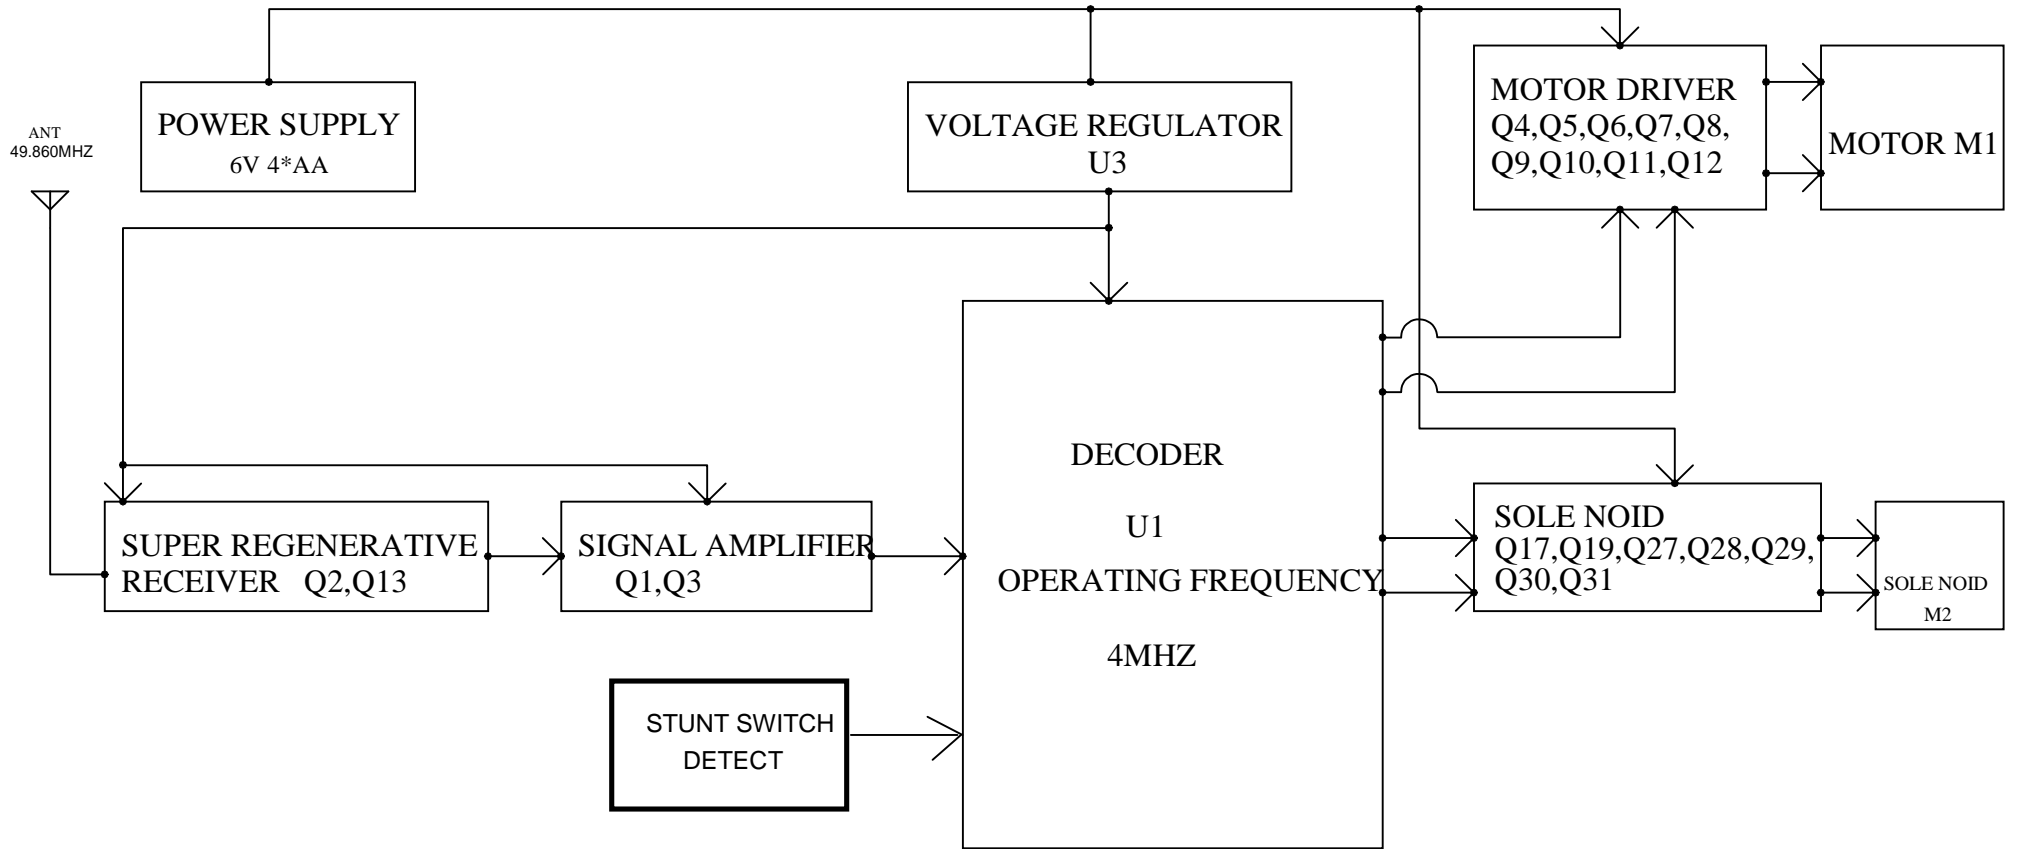 ANT
49.860MHZ
POWER SUPPLY
6V 4*AA
VOLTAGE REGULATOR
U3
MOTOR DRIVER
Q4,Q5,Q6,Q7,Q8,
Q9,Q10,Q11,Q12
MOTOR M1
SUPER REGENERATIVE
RECEIVER Q2,Q13
SIGNAL AMPLIFIER
Q1,Q3
DECODER
U1
OPERATING FREQUENCY
4MHZ
SOLE NOID
Q17,Q19,Q27,Q28,Q29,
Q30,Q31
SOLE NOID
M2
STUNT SWITCH
DETECT